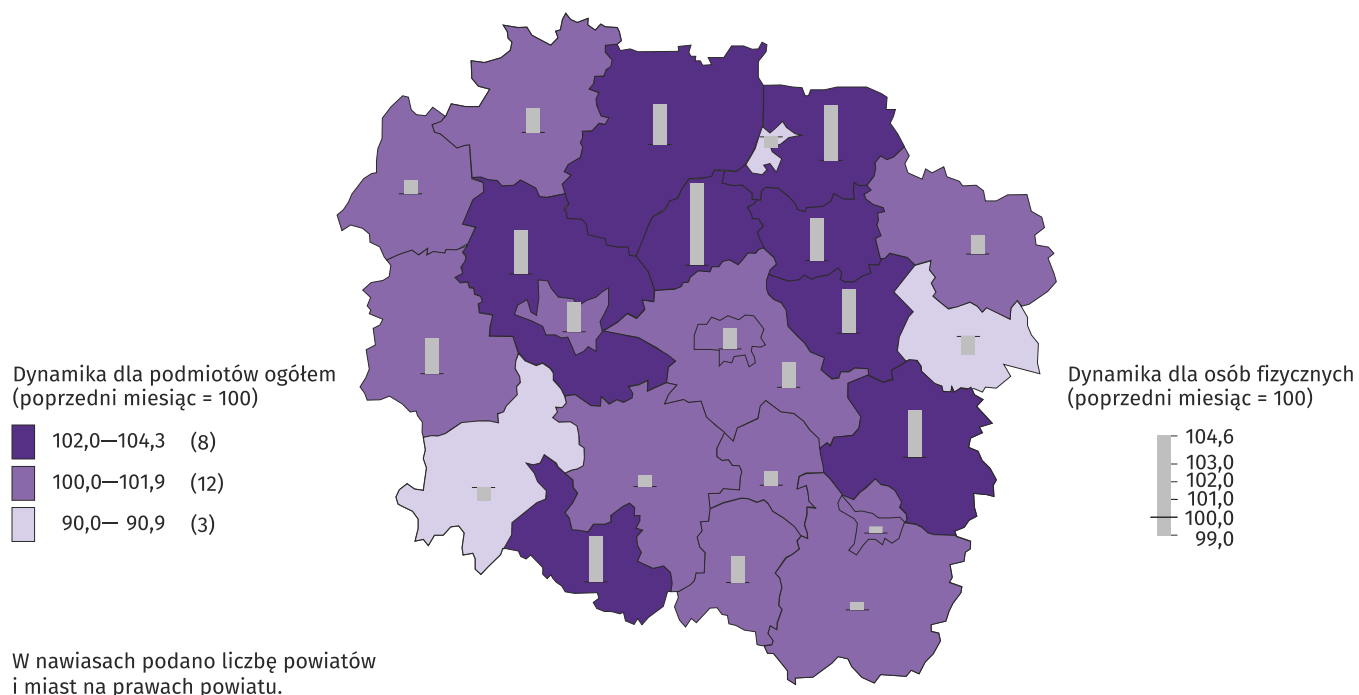 Dynamika dla podmiotów ogółem
(poprzedni miesiąc = 100)
102,0—104,3 (8)
100,0—101,9 (12)
90,0— 90,9 (3)
W nawiasach podano liczbę powiatów
i miast na prawach powiatu.
Dynamika dla osób fizycznych
(poprzedni miesiąc = 100)
104,6
103,0
102,0
101,0
100,0
99,0